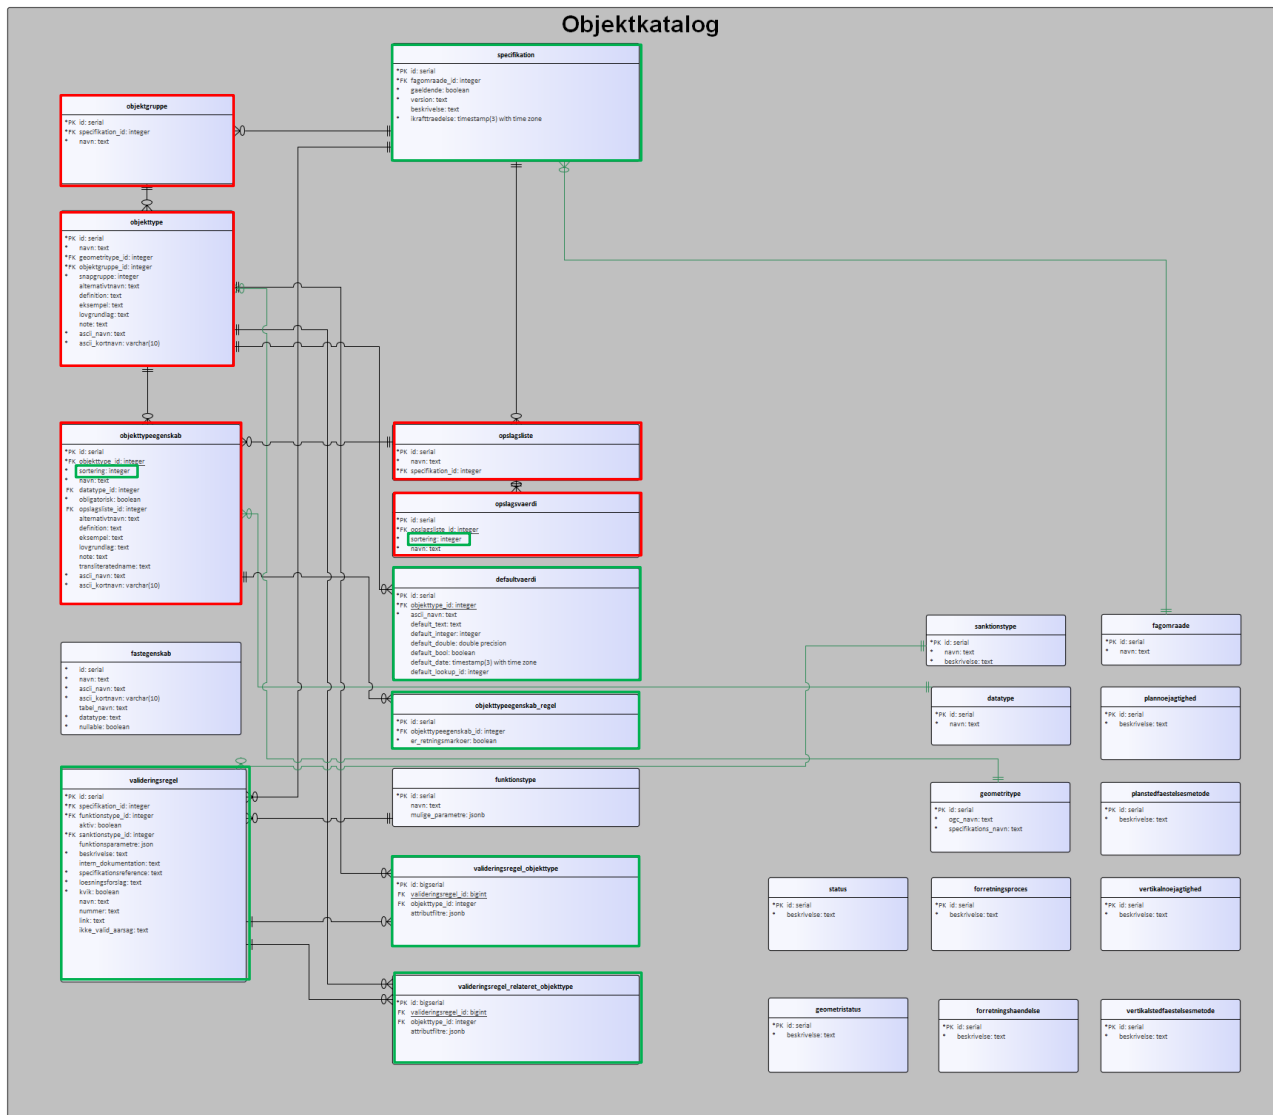 Objektkatalog
specifikation
*PK id: serial
*FK fagomraade_id: integer
* gaeldende: boolean
* version: text
beskrivelse: text
* ikrafttraedelse: timestamp(3) with time zone
objektgruppe
*PK id: serial
*FK specifikation_id: integer
* navn: text
objekttype
*PK id: serial
* navn: text
*FK geometritype_id: integer
*FK objektgruppe_id: integer
* snapgruppe: integer
alternativtnavn: text
definition: text
eksempel: text
lovgrundlag: text
note: text
* ascii_navn: text
* ascii_kortnavn: varchar(10)
objekttypeegenskab
*PK id: serial
*FK objekttype_id: integer
* sortering: integer
* navn: text
FK datatype_id: integer
* obligatorisk: boolean
FK opslagsliste_id: integer
alternativtnavn: text
definition: text
eksempel: text
lovgrundlag: text
note: text
transliteratedname: text
* ascii_navn: text
* ascii_kortnavn: varchar(10)
opslagsliste
*PK id: serial
* navn: text
*FK specifikation_id: integer
opslagsvaerdi
*PK id: serial
*FK opslagsliste_id: integer
* sortering: integer
* navn: text
defaultvaerdi
*PK id: serial
*FK objekttype_id: integer
* ascii_navn: text
default_text: text
default_integer: integer
default_double: double precision
default_bool: boolean
default_date: timestamp(3) with time zone
default_lookup_id: integer
fastegenskab
* id: serial
* navn: text
* ascii_navn: text
* ascii_kortnavn: varchar(10)
tabel_navn: text
* datatype: text
* nullable: boolean
objekttypeegenskab_regel
*PK id: serial
*FK objekttypeegenskab_id: integer
* er_retningsmarkoer: boolean
valideringsregel
*PK id: serial
*FK specifikation_id: integer
*FK funktionstype_id: integer
aktiv: boolean
*FK sanktionstype_id: integer
funktionsparametre: json
* beskrivelse: text
intern_dokumentation: text
* specifikationsreference: text
* loesningsforslag: text
* kvik: boolean
navn: text
nummer: text
link: text
ikke_valid_aarsag: text
funktionstype
*PK id: serial
navn: text
mulige_parametre: jsonb
valideringsregel_objekttype
*PK id: bigserial
FK valideringsregel_id: bigint
FK objekttype_id: integer
attributfiltre: jsonb
valideringsregel_relateret_objekttype
*PK id: bigserial
FK valideringsregel_id: bigint
FK objekttype_id: integer
attributfiltre: jsonb
sanktionstype
*PK id: serial
* navn: text
* beskrivelse: text
fagomraade
*PK id: serial
* navn: text
datatype
*PK id: serial
* navn: text
plannoejagtighed
*PK id: serial
* beskrivelse: text
geometritype
*PK id: serial
* ogc_navn: text
* specifikations_navn: text
planstedfaestelsesmetode
*PK id: serial
* beskrivelse: text
status
*PK id: serial
* beskrivelse: text
forretningsproces
*PK id: serial
* beskrivelse: text
vertikalnoejagtighed
*PK id: serial
* beskrivelse: text
geometristatus
*PK id: serial
* beskrivelse: text
forretningshaendelse
*PK id: serial
* beskrivelse: text
vertikalstedfaestelsesmetode
*PK id: serial
* beskrivelse: text